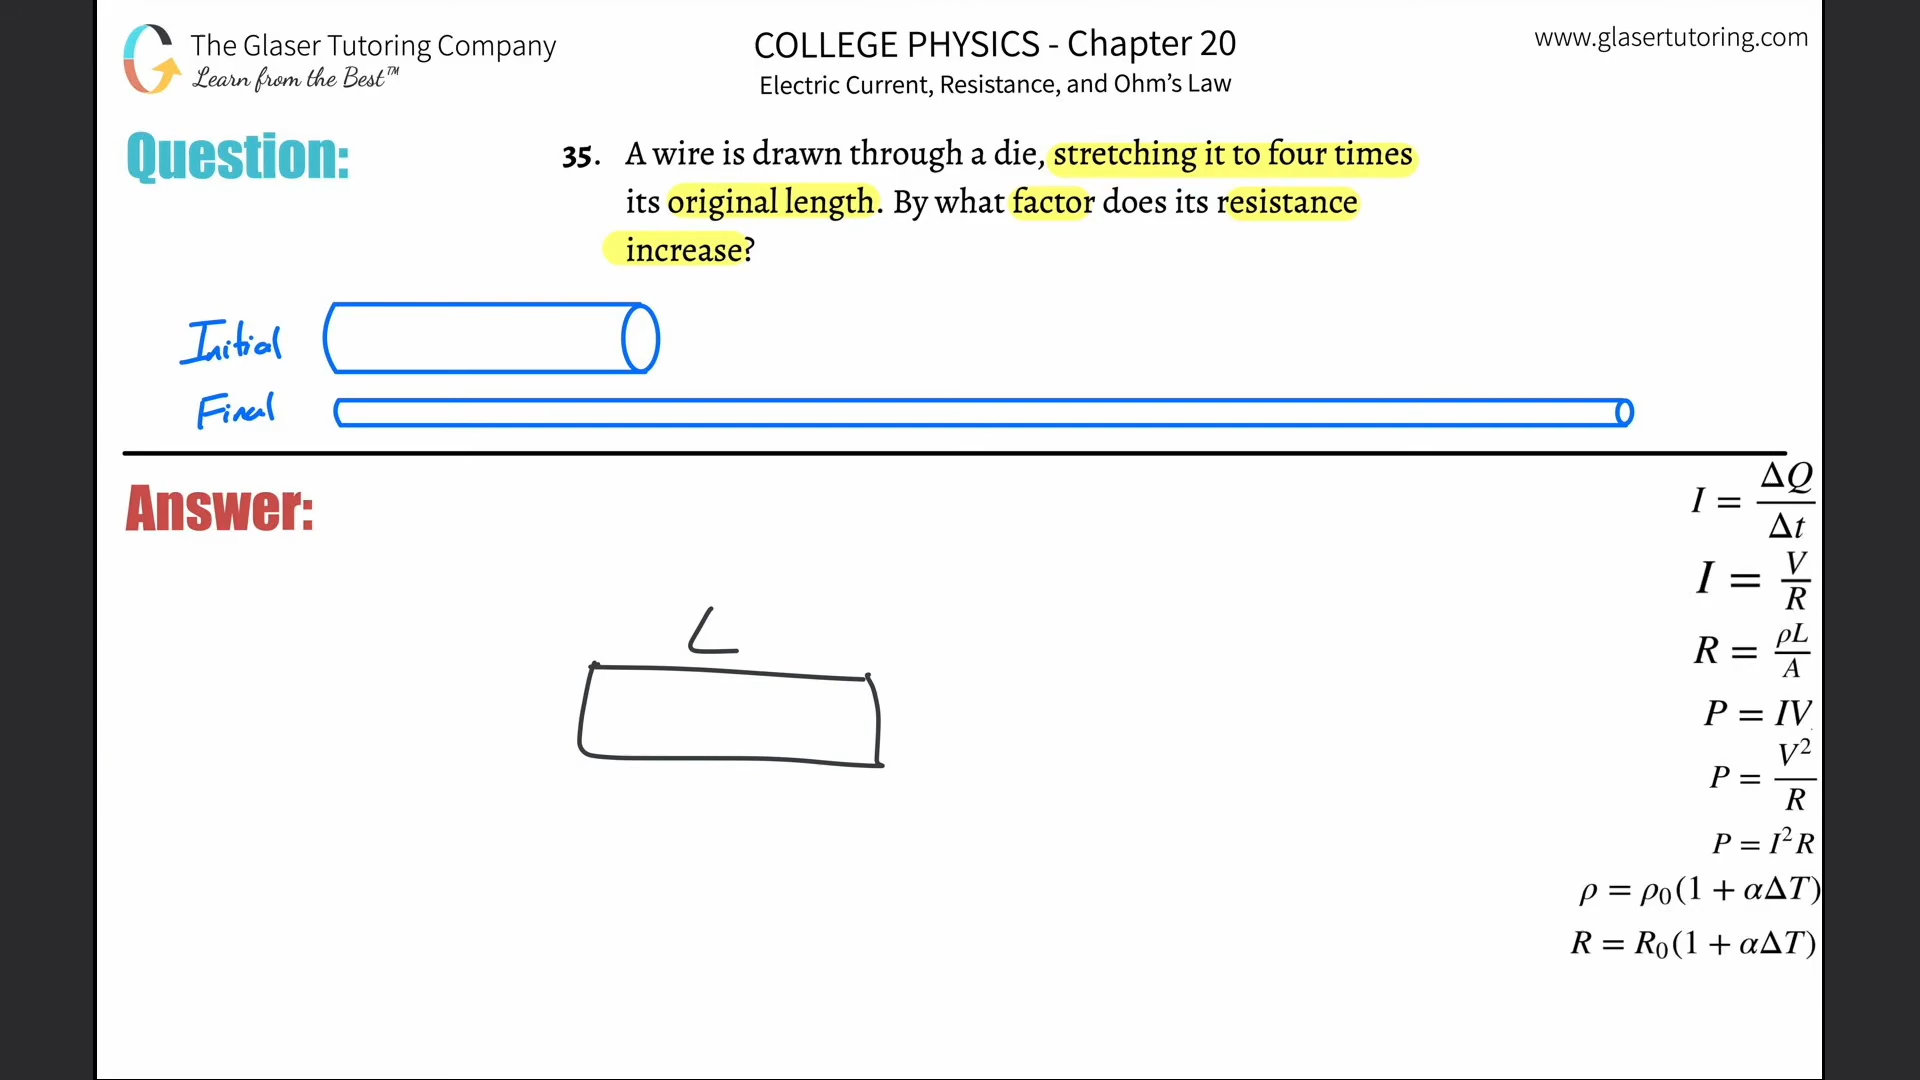 The Glaser Tutoring Company
Learn from the Best™
COLLEGE PHYSICS - Chapter 20
Electric Current, Resistance, and Ohm's Law
www.glasertutoring.com
Question:
35. A wire is drawn through a die, stretching it to four times
its original length. By what factor does its resistance
increase?
Initial
Final
Answer:
L
I = ΔQ/Δt
I = V/R
R = ρL/A
P = IV
P = V²/R
P = I²R
ρ = ρ₀(1 + αΔT)
R = R₀(1 + αΔT)